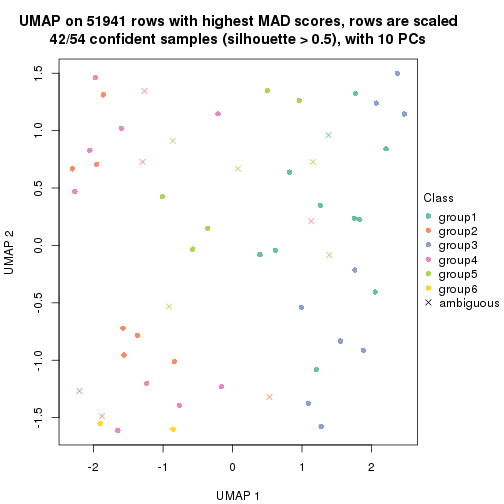 UMAP on 51941 rows with highest MAD scores, rows are scaled
42/54 confident samples (silhouette > 0.5), with 10 PCs
1.5
1.0
0.5
0.0
-0.5
-1.0
-1.5
UMAP 2
-2
-1
0
1
2
UMAP 1
Class
group1
group2
group3
group4
group5
group6
ambiguous